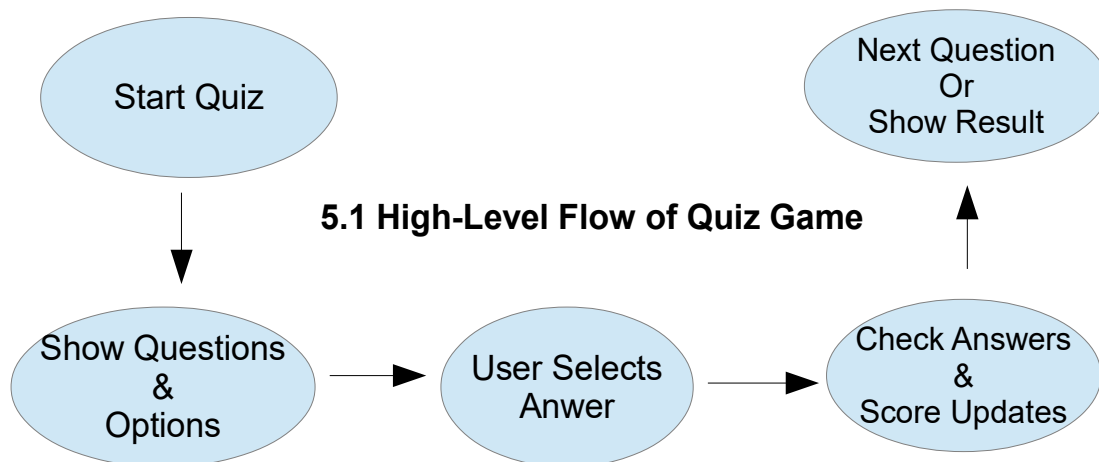 Start Quiz
Next Question
Or
Show Result
5.1 High-Level Flow of Quiz Game
Show Questions
&
Options
User Selects
Anwer
Check Answers
&
Score Updates